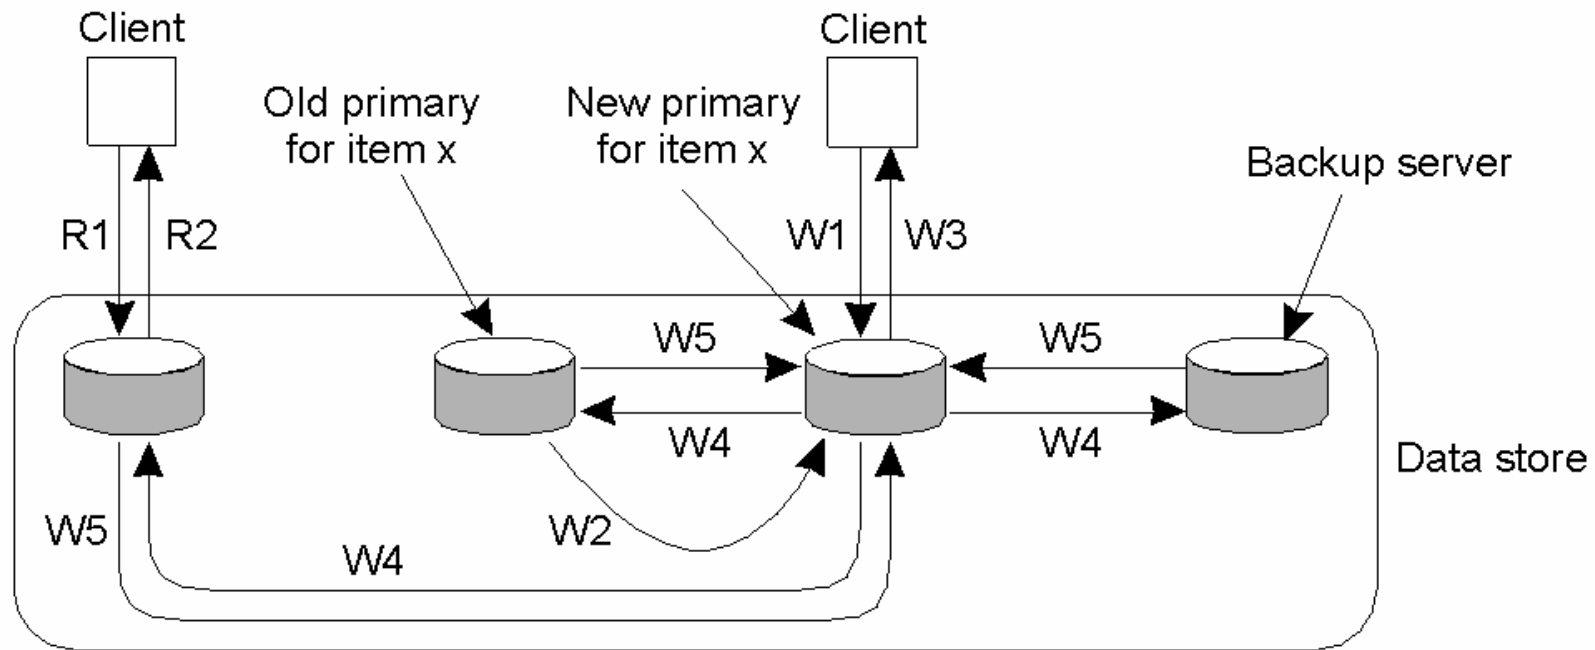 Client
Client
Old primary
for item x
New primary
for item x
Backup server
R1
R2
W1
W3
W5
W5
W4
W4
Data store
W5
W2
W4